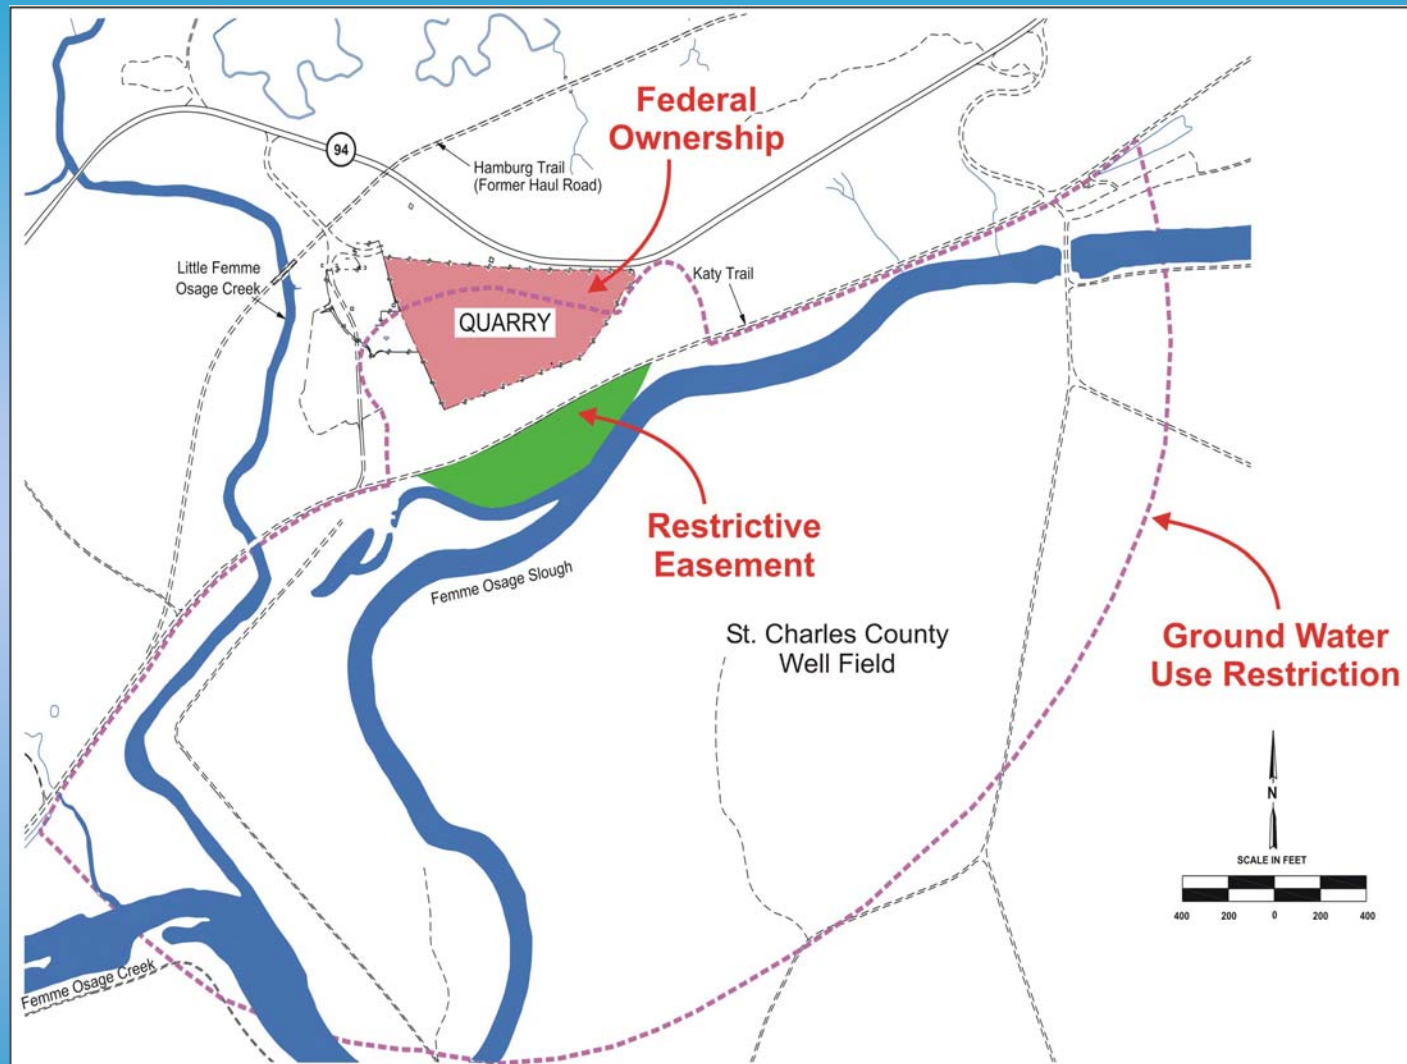 Federal
Ownership
94
Hamburg Trail
(Former Haul Road)
Little Femme
Osage Creek
Katy Trail
QUARRY
Restrictive
Easement
Femme Osage Slough
St. Charles County
Well Field
Ground Water
Use Restriction
N
SCALE IN FEET
400 200 0 200 400
Femme Osage Creek